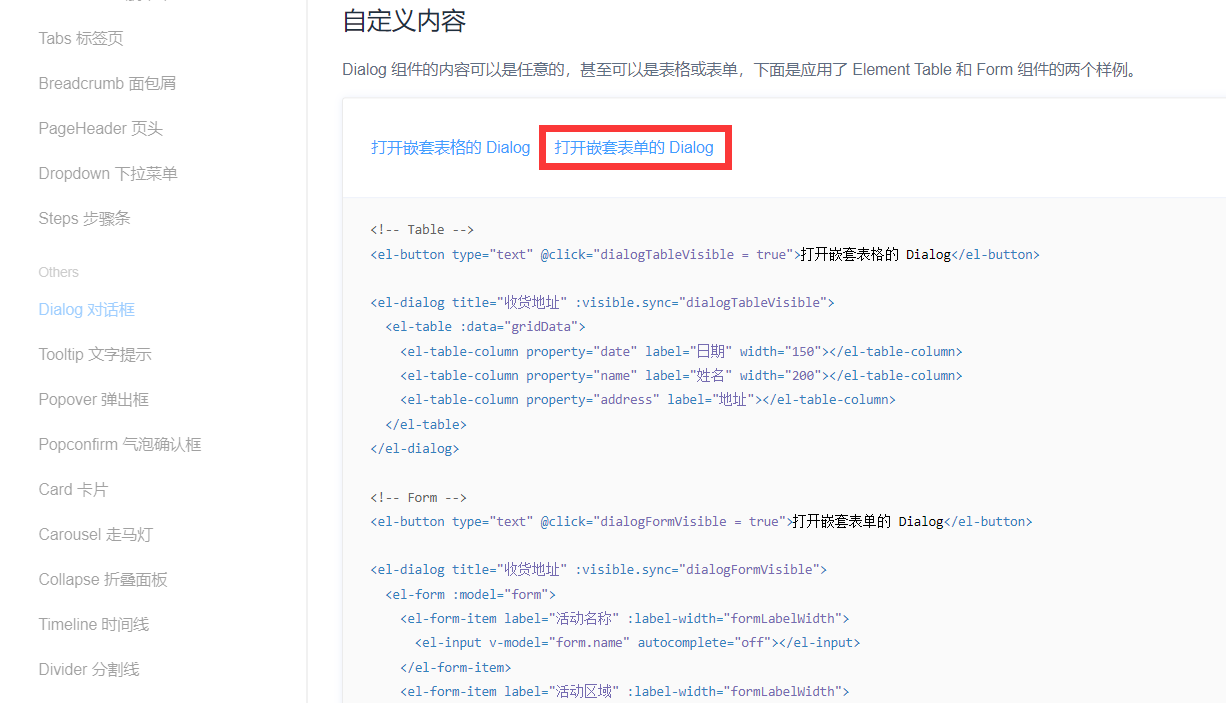 Tabs 标签页
Breadcrumb 面包屑
PageHeader 页头
Dropdown 下拉菜单
Steps 步骤条
Others
Dialog 对话框
Tooltip 文字提示
Popover 弹出框
Popconfirm 气泡确认框
Card 卡片
Carousel 走马灯
Collapse 折叠面板
Timeline 时间线
Divider 分割线
自定义内容
Dialog 组件的内容可以是任意的，甚至可以是表格或表单，下面是应用了 Element Table 和 Form 组件的两个样例。
打开嵌套表格的 Dialog 打开嵌套表单的 Dialog
<!-- Table -->
<el-button type="text" @click="dialogTableVisible = true">打开嵌套表格的 Dialog</el-button>
<el-dialog title="收货地址" :visible.sync="dialogTableVisible">
<el-table :data="gridData">
<el-table-column property="date" label="日期" width="150"></el-table-column>
<el-table-column property="name" label="姓名" width="200"></el-table-column>
<el-table-column property="address" label="地址"></el-table-column>
</el-table>
</el-dialog>
<!-- Form -->
<el-button type="text" @click="dialogFormVisible = true">打开嵌套表单的 Dialog</el-button>
<el-dialog title="收货地址" :visible.sync="dialogFormVisible">
<el-form :model="form">
<el-form-item label="活动名称" :label-width="formLabelWidth">
<el-input v-model="form.name" autocomplete="off"></el-input>
</el-form-item>
<el-form-item label="活动区域" :label-width="formLabelWidth">